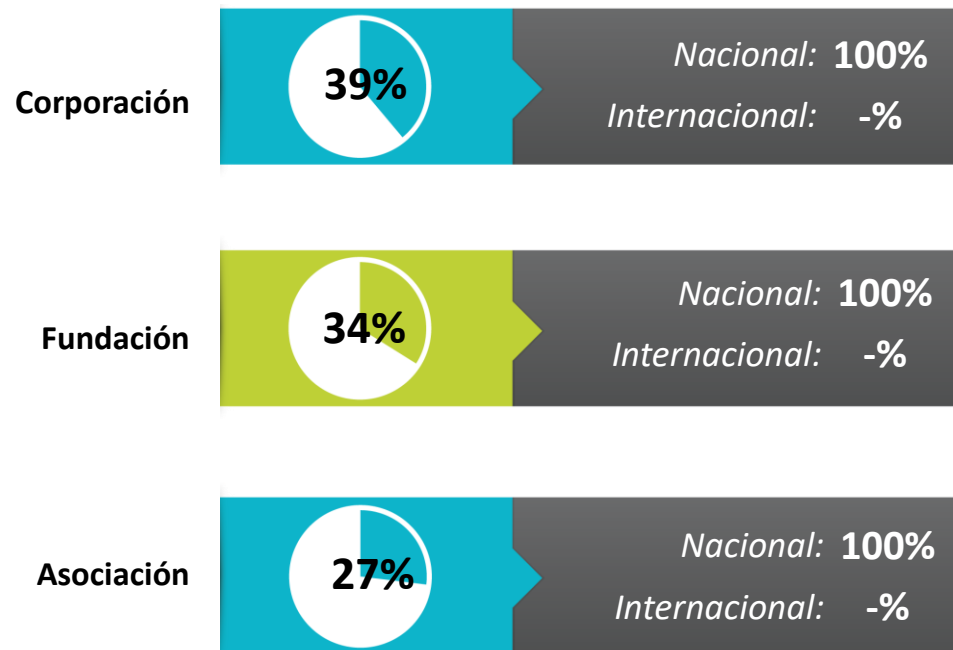 Corporación
39%
Nacional: 100%
Internacional: -%
Fundación
34%
Nacional: 100%
Internacional: -%
Asociación
27%
Nacional: 100%
Internacional: -%